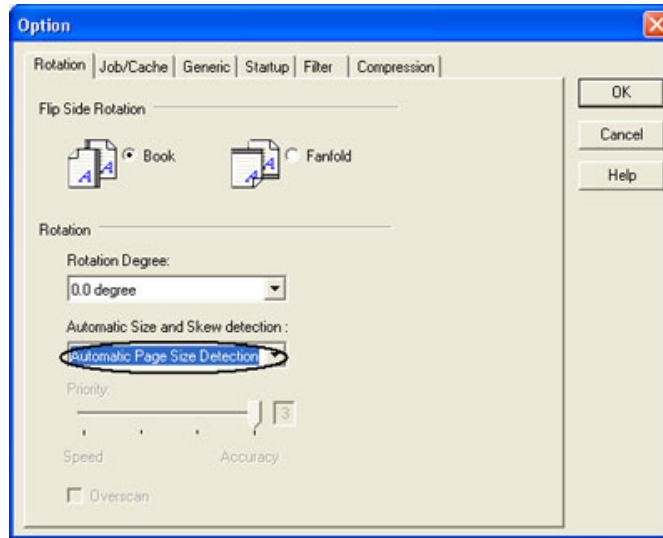 Option
Rotation Job/Cache Generic Startup Filter Compression
OK
Cancel
Help
Flip Side Rotation
A A Book A Fanfold
Rotation
Rotation Degree:
0.0 degree
Automatic Size and Skew detection :
Automatic Page Size Detection
Priority:
3
Speed Accuracy
Overscan